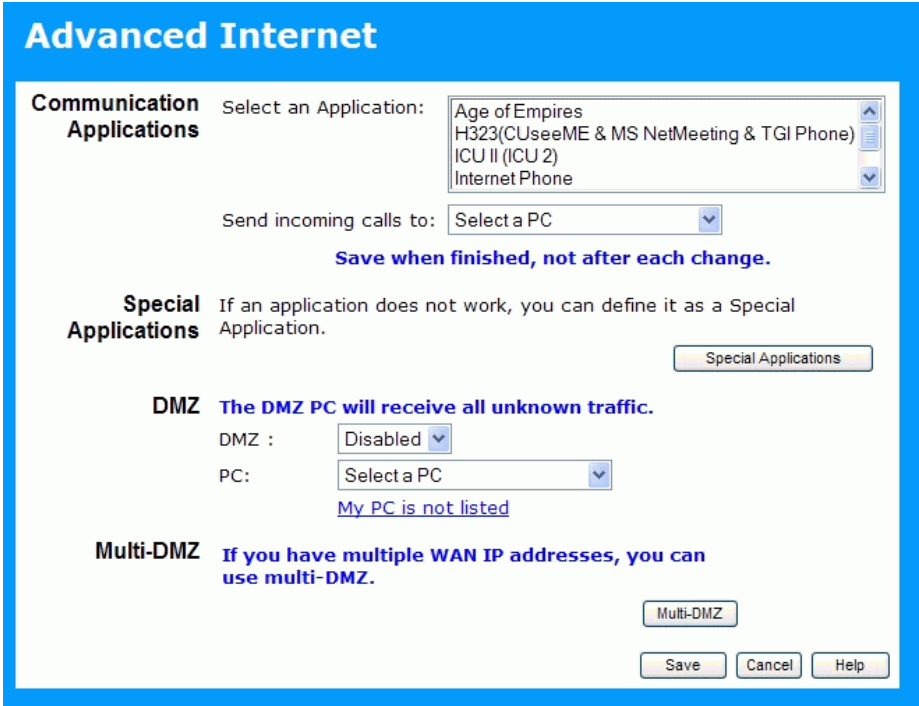 Advanced Internet
Communication Applications
Select an Application:
Age of Empires
H323(CUseeME & MS NetMeeting & TGI Phone)
ICU II (ICU 2)
Internet Phone
Send incoming calls to: Select a PC
Save when finished, not after each change.
Special Applications
If an application does not work, you can define it as a Special
Application.
Special Applications
DMZ The DMZ PC will receive all unknown traffic.
DMZ : Disabled
PC: Select a PC
My PC is not listed
Multi-DMZ If you have multiple WAN IP addresses, you can
use multi-DMZ.
Multi-DMZ
Save Cancel Help